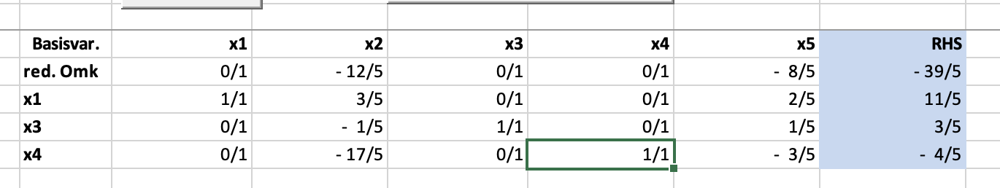 Basisvar. x1 x2 x3 x4 x5 RHS
red. Omk 0/1 - 12/5 0/1 0/1 - 8/5 - 39/5
x1 1/1 3/5 0/1 0/1 2/5 11/5
x3 0/1 - 1/5 1/1 0/1 1/5 3/5
x4 0/1 - 17/5 0/1 1/1 - 3/5 - 4/5